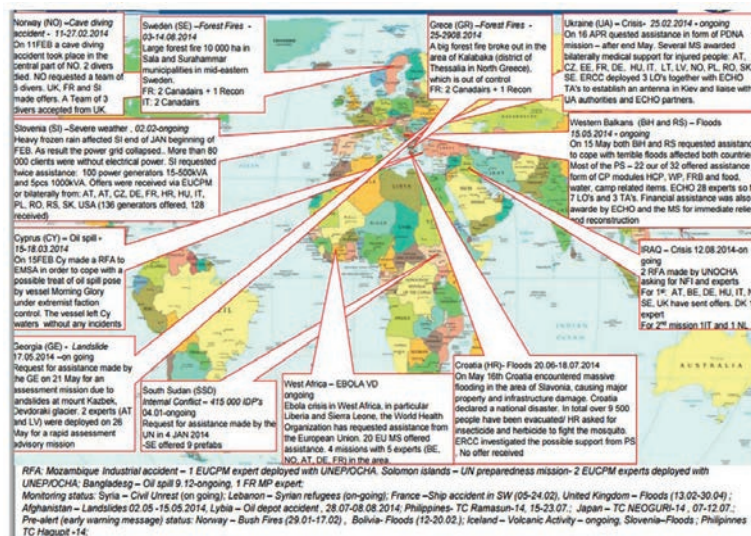 Norway (NO) –Cave diving
accident - 11-27.02.2014
On 11FEB a cave diving
accident took place in the
central part of NO. 2 divers
died. NO requested a team of
divers. UK, FR and SI
made offers. A Team of 3
divers accepted from UK.
Sweden (SE) –Forest Fires -
03-14.08.2014
Large forest fire 10 000 ha in
Sala and Surahammar
municipalities in mid-eastern
Sweden.
FR: 2 Canadairs + 1 Recon
IT: 2 Canadairs
Grece (GR) –Forest Fires -
25-2908.2014
A big forest fire broke out in the
area of Kalabaka (district of
Thessalia in North Greece),
which is out of control
FR: 2 Canadairs + 1 Recon
Ukraine (UA) – Crisis- 25.02.2014 - ongoing
On 16 APR quested assistance in form of PDNA
mission – after end May. Several MS awarded
bilaterally medical support for injured people: AT,
CZ, EE, FR, DE, HU, IT, LT, LV, NO, PL, RO, SK
SE. ERCC deployed 3 LO's together with ECHO
TA's to establish an antenna in Kiev and liaise with
UA authorities and ECHO partners.
Slovenia (SI) –Severe weather , 02.02-ongoing
Heavy frozen rain affected SI end of JAN beginning of
FEB. As result the power grid collapsed.. More than 80
000 clients were without electrical power. SI requested
twice assistance: 100 power generators 15-500kVA
and 5pcs 1000kVA. Offers were received via EUCPM
or bilaterally from: AT, AT, CZ, DE, FR, HR, HU, IT,
PL, RO, RS, SK, USA (136 generators offered, 128
received)
Western Balkans (BiH and RS) – Floods
15.05.2014 - ongoing
On 15 May both BiH and RS requested assistance
to cope with terrible floods affected both countries
Most of the PS – 22 our of 32 offered assistance
form of CP modules HCP, WP, FRB and food,
water, camp related items. ECHO 28 experts so
7 LO's and 3 TA's. Financial assistance was also
awarde by ECHO and the MS for immediate relief
and reconstruction
Cyprus (CY) – Oil spill -
15-18.03.2014
On 15FEB Cy made a RFA to
EMSA in order to cope with a
possible treat of oil spill pose
by vessel Morning Glory
under extremist faction
control. The vessel left Cy
waters without any incidents
IRAQ – Crisis 12.08.2014-on
going
2 RFA made by UNOCHA
asking for NFI and experts
For 1st: AT, BE, DE, HU, IT,
SE, UK have sent offers. DK
expert
For 2nd mission 1IT and 1 NL
Georgia (GE) - Landslide
17.05.2014 –on going
Request for assistance made by
the GE on 21 May for an
assessment mission due to
landslides at mount Kazbek,
Devdoraki glacier. 2 experts (AT
and LV) were deployed on 26
May for a rapid assessment
advisory mission
South Sudan (SSD)
Internal Conflict – 415 000 IDP's
04.01-ongoing
Request for assistance made by the
UN in 4 JAN 2014
-SE offered 9 prefabs
West Africa – EBOLA VD
ongoing
Ebola crisis in West Africa, in particular
Liberia and Sierra Leone, the World Health
Organization has requested assistance
from the European Union. 20 EU MS offered
assistance. 4 missions with 5 experts (BE,
NO, AT, DE, FR) in the area.
Croatia (HR)- Floods 20.06-18.07.2014
On May 16th Croatia encountered massive
flooding in the area of Slavonia, causing major
property and infrastructure damage. Croatia
declared a national disaster. In total over 9 500
people have been evacuated/ HR asked for
insecticide and herbicide to fight the mosquito.
ERCC investigated the possible support from PS
- No offer received
LIBYA
BRAZIL
INDIAN
AUSTRALIA
RFA: Mozambique Industrial accident – 1 EUCPM expert deployed with UNEP/OCHA. Solomon islands – UN preparedness mission- 2 EUCPM experts deployed with
UNEP/OCHA; Bangladesh – Oil spill 9.12-ongoing, 1 FR MP expert;
Monitoring status: Syria – Civil Unrest (on going); Lebanon – Syrian refugees (on-going); France –Ship accident in SW (05-24.02), United Kingdom – Floods (13.02-30.04) ;
Afghanistan – Landslides 02.05 -15.05.2014, Lybia – Oil depot accident , 28.07-08.08.2014; Philippines- TC Ramasun-14, 15-23.07.; Japan – TC NEOGURI-14 , 07-12.07.;
Pre-alert (early warning message) status: Norway – Bush Fires (29.01-17.02) , Bolivia- Floods (12-20.02.); Iceland – Volcanic Activity – ongoing, Slovenia–Floods; Philipinnes
TC Hagupit -14;